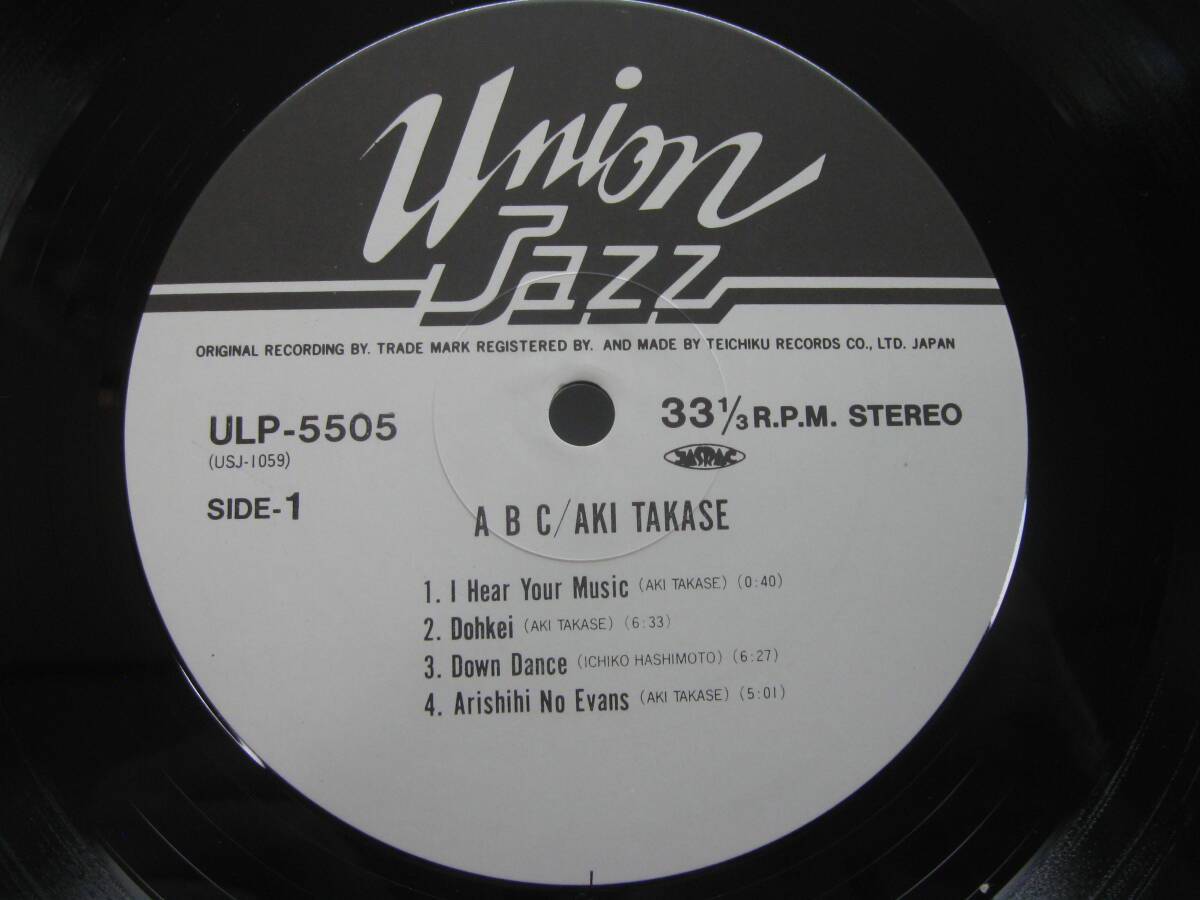 Union
Jazz
ORIGINAL RECORDING BY. TRADE MARK REGISTERED BY. AND MADE BY TEICHIKU RECORDS CO., LTD. JAPAN
ULP-5505
33 1/3 R.P.M. STEREO
(USJ-1059)
JASRAC
SIDE-1
A B C/AKI TAKASE
1. I Hear Your Music (AKI TAKASE) (0:40)
2. Dohkei (AKI TAKASE) (6:33)
3. Down Dance (ICHIKO HASHIMOTO) (6:27)
4. Arishihi No Evans (AKI TAKASE) (5:01)